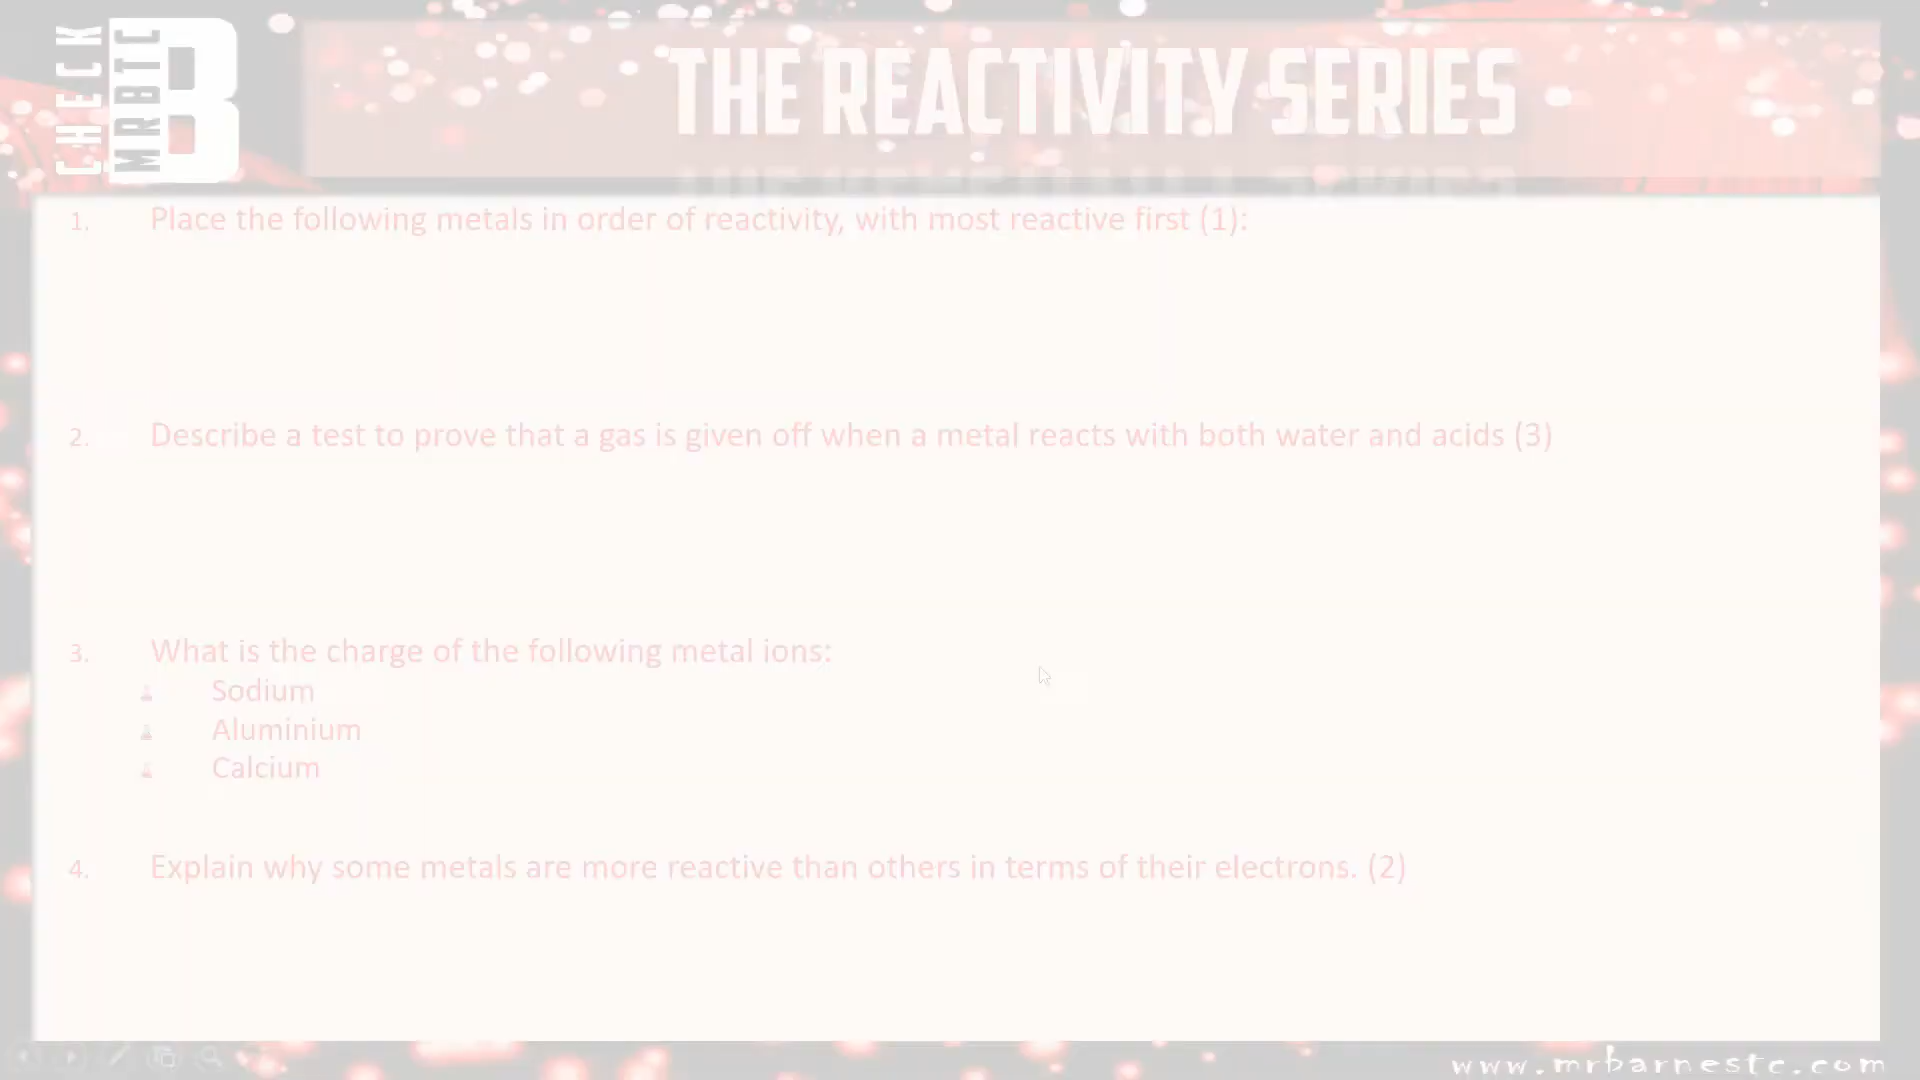 CHECK
MRBTC
B
THE REACTIVITY SERIES
1. Place the following metals in order of reactivity, with most reactive first (1):
2. Describe a test to prove that a gas is given off when a metal reacts with both water and acids (3)
3. What is the charge of the following metal ions:
Sodium
Aluminium
Calcium
4. Explain why some metals are more reactive than others in terms of their electrons. (2)
www.mrbarnestc.com